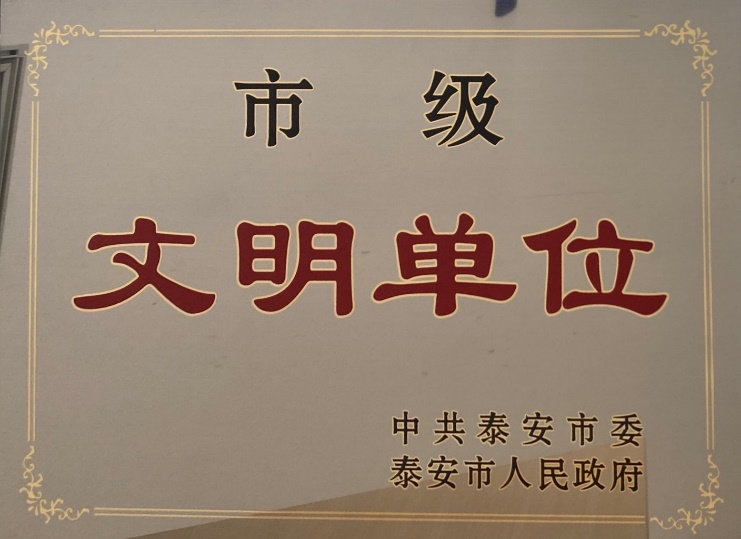 市级
文明单位
中共泰安市委
泰安市人民政府